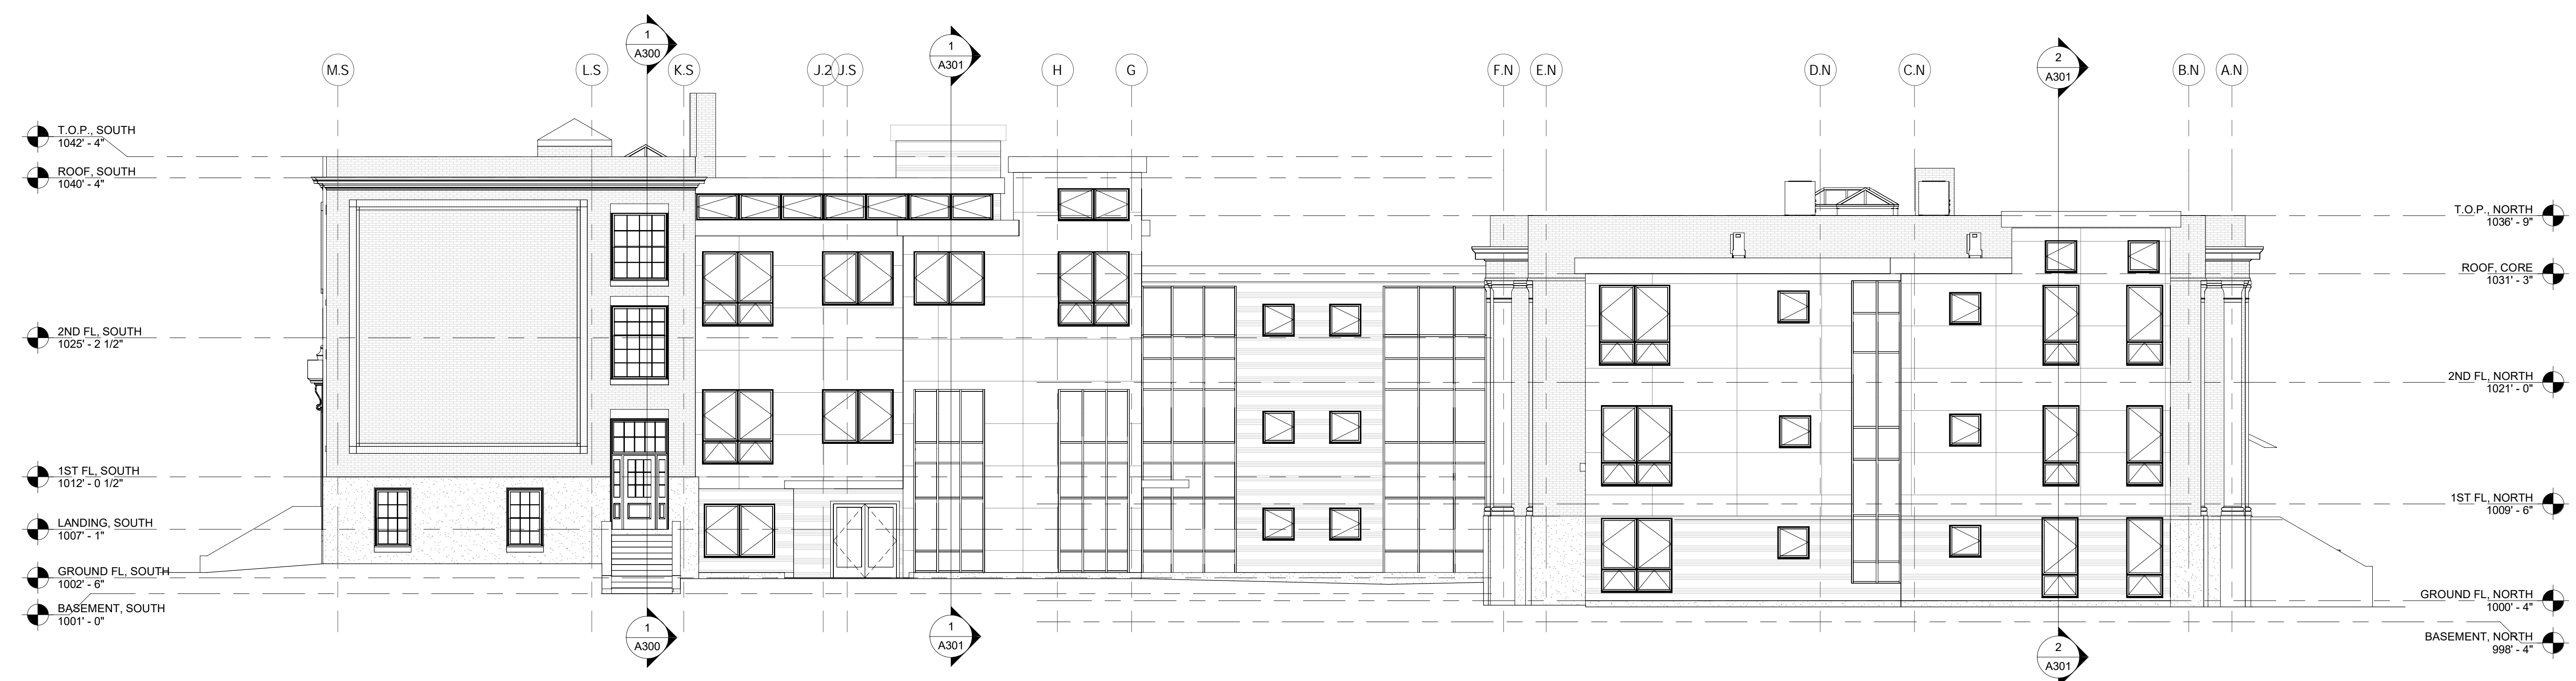 1
A300
1
A301
2
A301
M.S
L.S
K.S
J.2
J.S
H
G
F.N
E.N
D.N
C.N
B.N
A.N
T.O.P., SOUTH
1042' - 4"
ROOF, SOUTH
1040' - 4"
2ND FL, SOUTH
1025' - 2 1/2"
1ST FL, SOUTH
1012' - 0 1/2"
LANDING, SOUTH
1007' - 1"
GROUND FL, SOUTH
1002' - 6"
BASEMENT, SOUTH
1001' - 0"
T.O.P., NORTH
1036' - 9"
ROOF, CORE
1031' - 3"
2ND FL, NORTH
1021' - 0"
1ST FL, NORTH
1009' - 6"
GROUND FL, NORTH
1000' - 4"
BASEMENT, NORTH
998' - 4"
1
A300
1
A301
2
A301